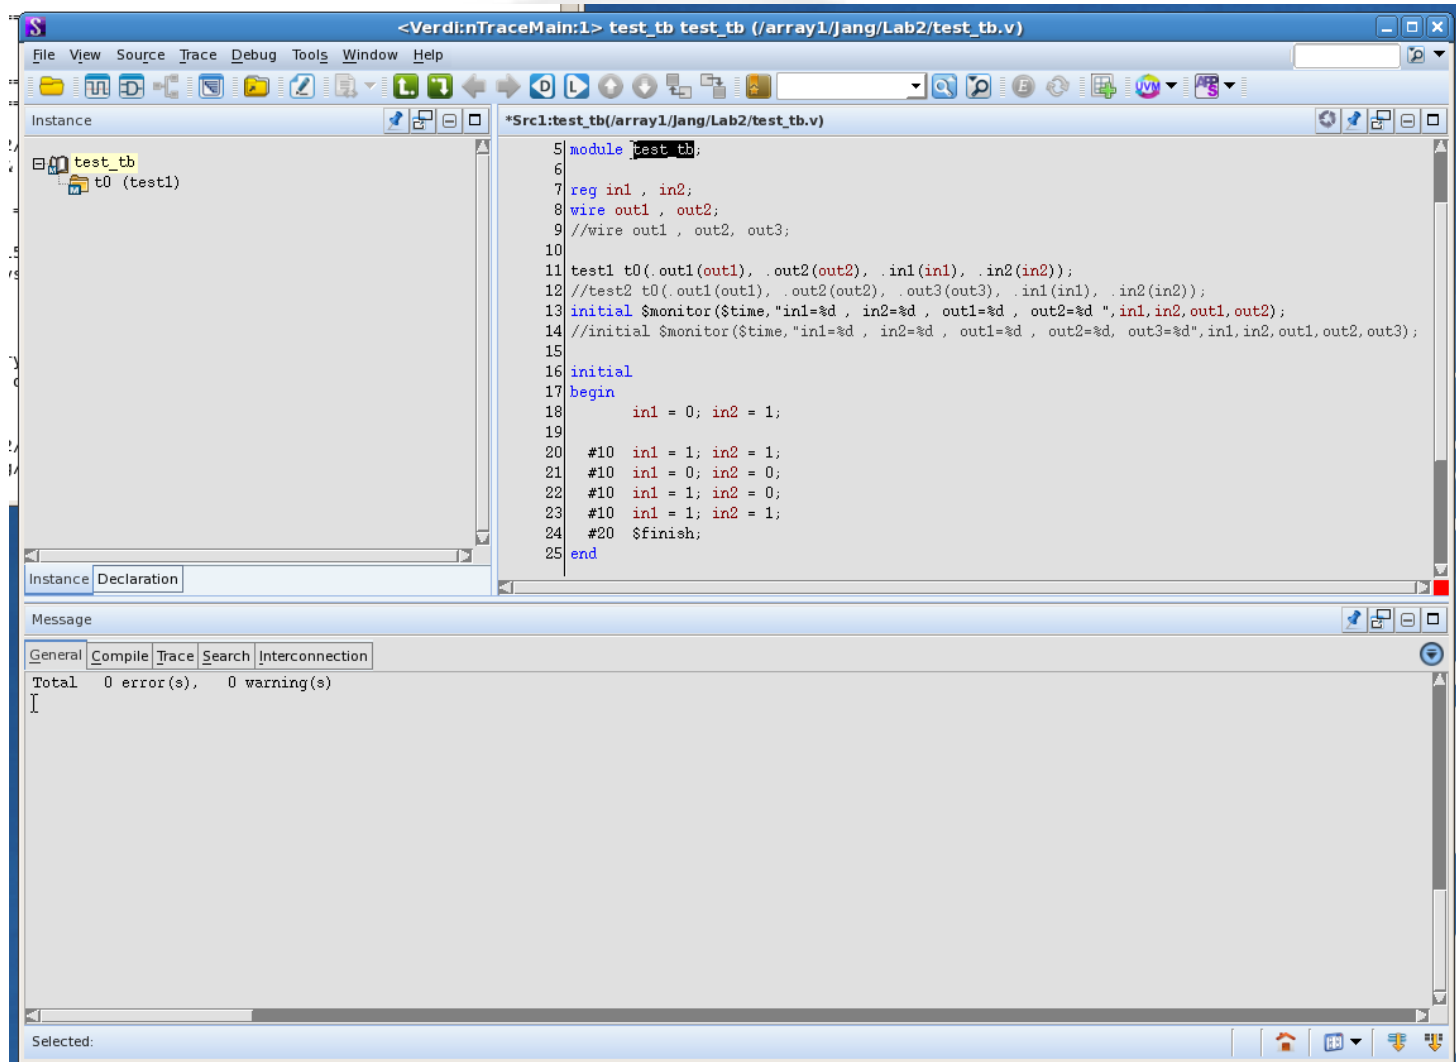 <Verdi:nTraceMain:1> test_tb test_tb (/array1/Jang/Lab2/test_tb.v)
File View Source Trace Debug Tools Window Help
Instance
*Src1:test_tb(/array1/Jang/Lab2/test_tb.v)
test_tb
t0 (test1)
5 module test_tb;
6
7 reg in1 , in2;
8 wire out1 , out2;
9 //wire out1 , out2, out3;
10
11 test1 t0(.out1(out1), .out2(out2), .in1(in1), .in2(in2));
12 //test2 t0(.out1(out1), .out2(out2), .out3(out3), .in1(in1), .in2(in2));
13 initial $monitor($time,"in1=%d , in2=%d , out1=%d , out2=%d ",in1,in2,out1,out2);
14 //initial $monitor($time,"in1=%d , in2=%d , out1=%d , out2=%d, out3=%d",in1,in2,out1,out2,out3);
15
16 initial
17 begin
18 in1 = 0; in2 = 1;
19
20 #10 in1 = 1; in2 = 1;
21 #10 in1 = 0; in2 = 0;
22 #10 in1 = 1; in2 = 0;
23 #10 in1 = 1; in2 = 1;
24 #20 $finish;
25 end
Instance Declaration
Message
General Compile Trace Search Interconnection
Total 0 error(s), 0 warning(s)
Selected: